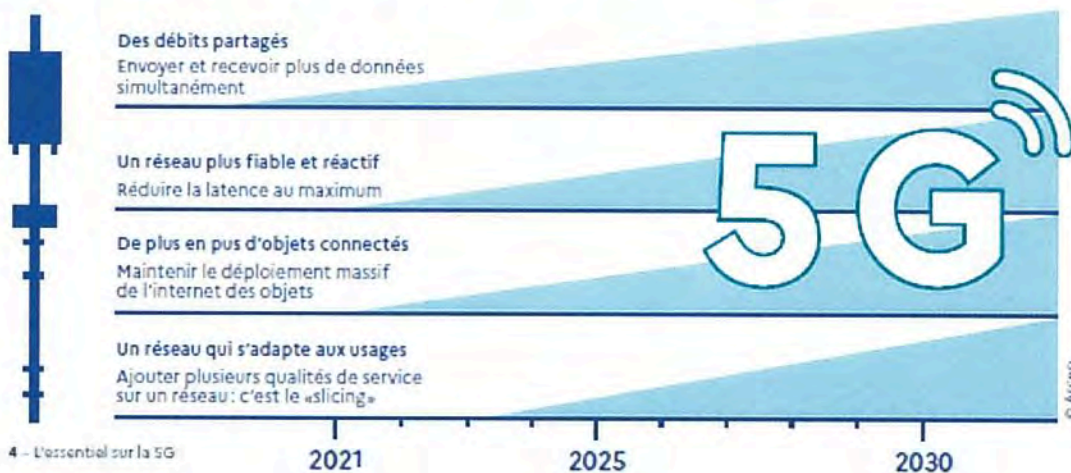 Des débits partagés
Envoyer et recevoir plus de données
simultanément
Un réseau plus fiable et réactif
Réduire la latence au maximum
5G
De plus en pus d'objets connectés
Maintenir le déploiement massif
de l'internet des objets
Un réseau qui s'adapte aux usages
Ajouter plusieurs qualités de service
sur un réseau : c'est le «slicing»
© Arcep
4 – L'essentiel sur la 5G
2021
2025
2030